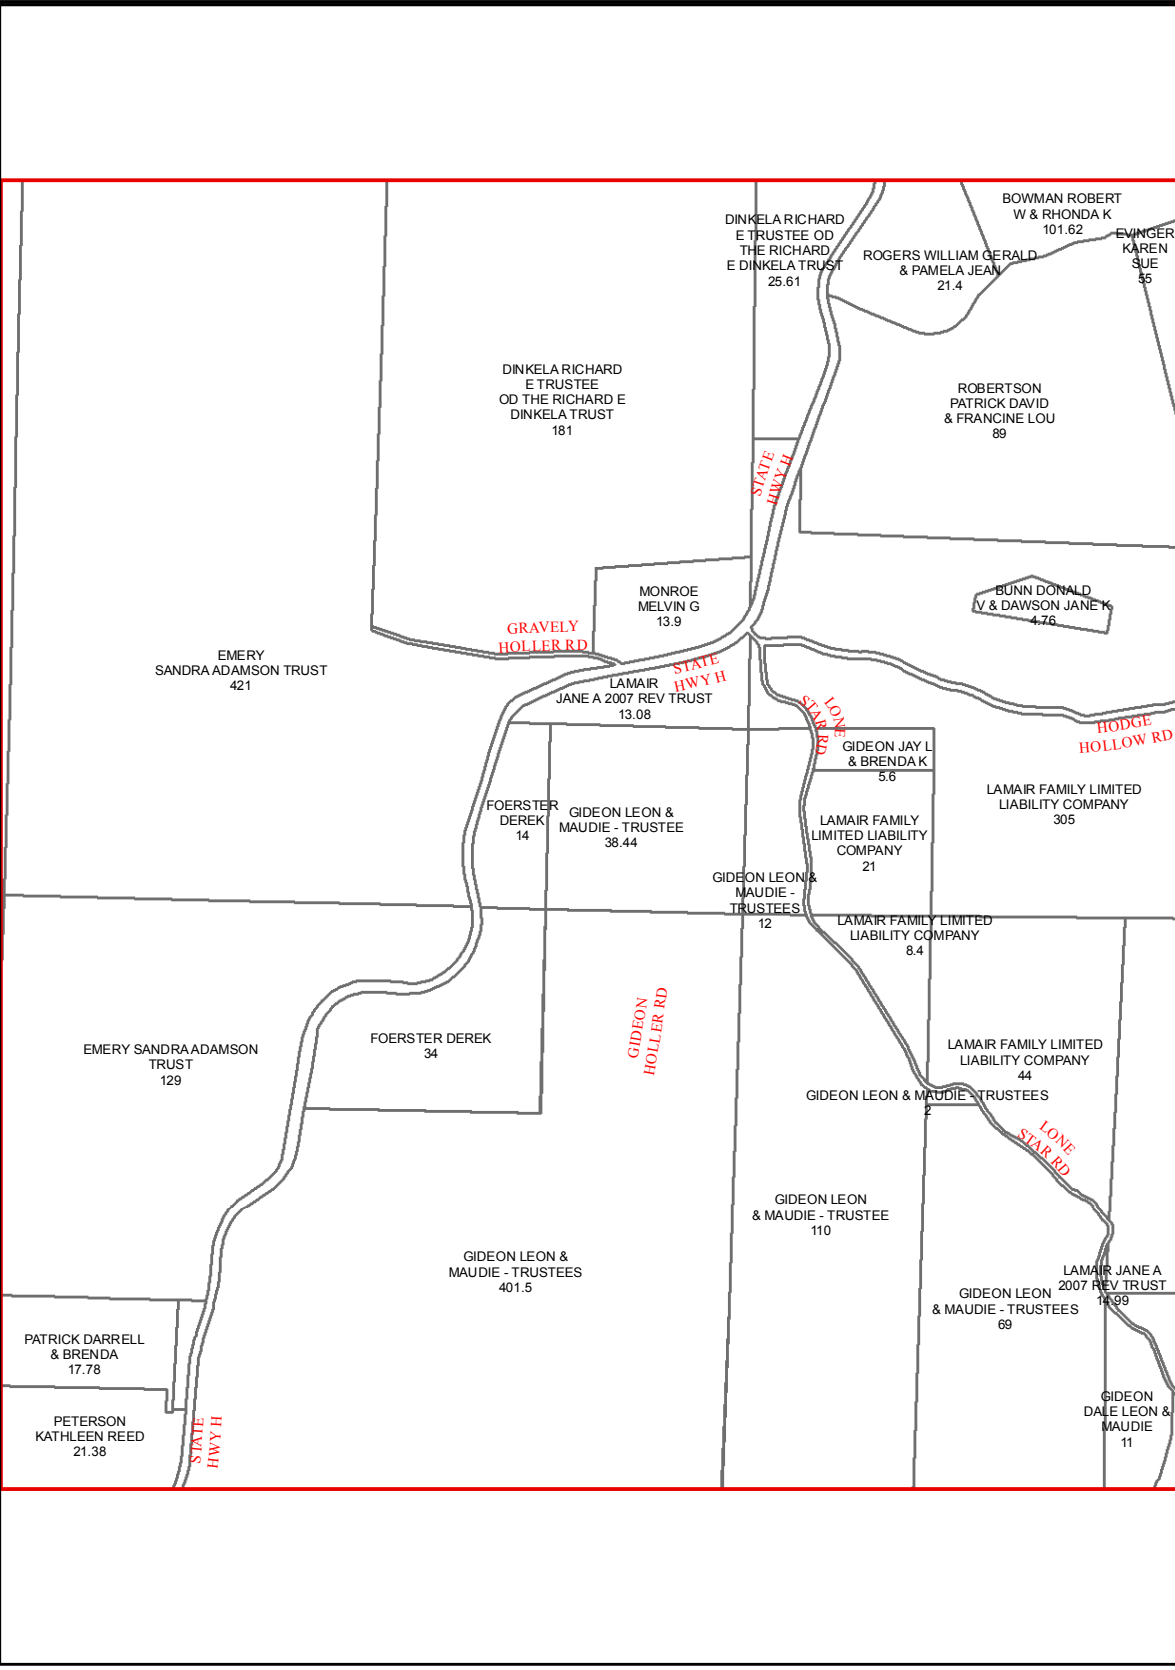 BOWMAN ROBERT
W & RHONDA K
101.62
DINKELA RICHARD
E TRUSTEE OD
THE RICHARD
E DINKELA TRUST
25.61
EVINGER
KAREN
SUE
55
ROGERS WILLIAM GERALD
& PAMELA JEAN
21.4
DINKELA RICHARD
E TRUSTEE
OD THE RICHARD E
DINKELA TRUST
181
ROBERTSON
PATRICK DAVID
& FRANCINE LOU
89
STATE
HWY H
MONROE
MELVIN G
13.9
BUNN DONALD
V & DAWSON JANE K
4.76
GRAVELY
HOLLER RD
EMERY
SANDRA ADAMSON TRUST
421
STATE
HWY H
LAMAIR
JANE A 2007 REV TRUST
13.08
LONE
STAR RD
HODGE
HOLLOW RD
GIDEON JAY L
& BRENDA K
5.6
LAMAIR FAMILY LIMITED
LIABILITY COMPANY
305
FOERSTER
DEREK
14
GIDEON LEON &
MAUDIE - TRUSTEE
38.44
LAMAIR FAMILY
LIMITED LIABILITY
COMPANY
21
GIDEON LEON &
MAUDIE -
TRUSTEES
12
LAMAIR FAMILY LIMITED
LIABILITY COMPANY
8.4
GIDEON
HOLLER RD
FOERSTER DEREK
34
EMERY SANDRA ADAMSON
TRUST
129
LAMAIR FAMILY LIMITED
LIABILITY COMPANY
44
GIDEON LEON & MAUDIE - TRUSTEES
2
LONE
STAR RD
GIDEON LEON
& MAUDIE - TRUSTEE
110
GIDEON LEON &
MAUDIE - TRUSTEES
401.5
LAMAIR JANE A
2007 REV TRUST
14.99
GIDEON LEON
& MAUDIE - TRUSTEES
69
PATRICK DARRELL
& BRENDA
17.78
GIDEON
DALE LEON &
MAUDIE
11
PETERSON
KATHLEEN REED
21.38
STATE
HWY H